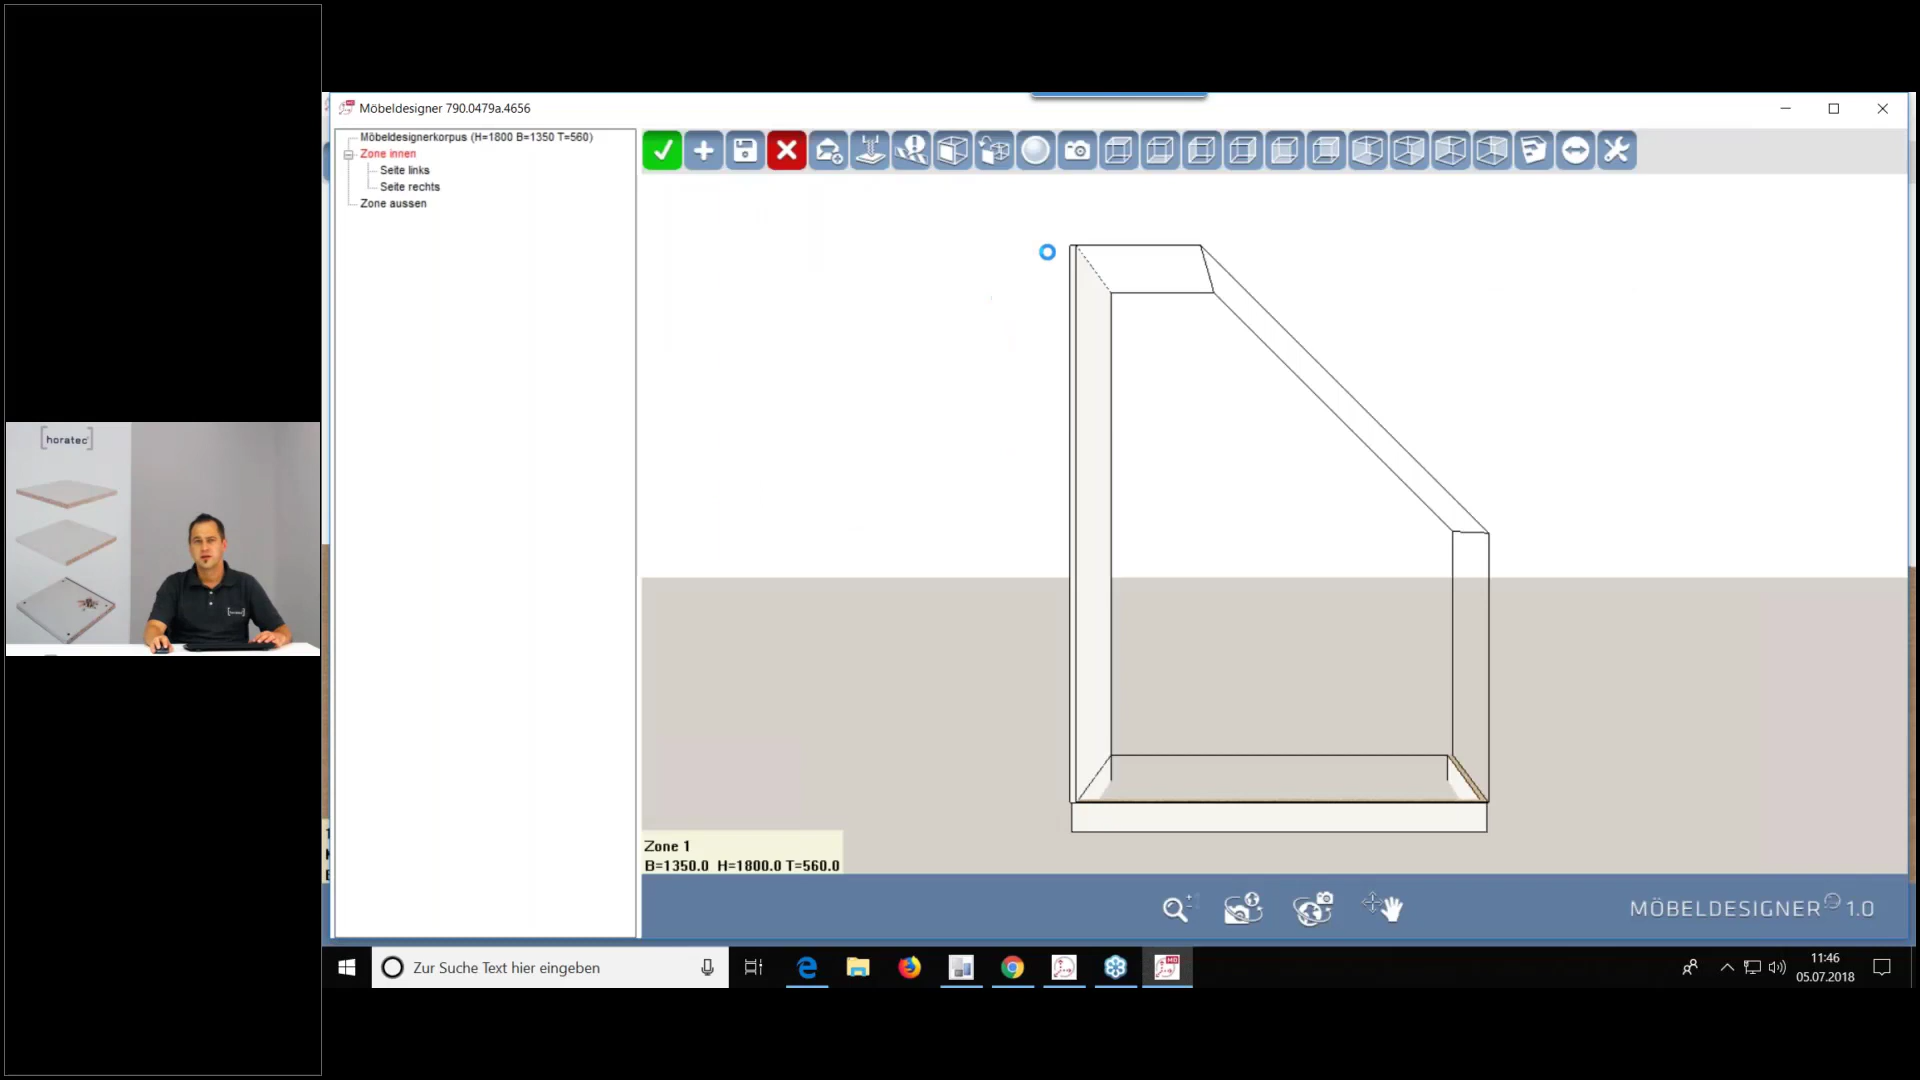 [horatec]
Möbeldesigner 790.0479a.4656
Möbeldesignerkorpus (H=1800 B=1350 T=560)
Zone innen
Seite links
Seite rechts
Zone aussen
Zone 1
B=1350.0 H=1800.0 T=560.0
MÖBELDESIGNER 1.0
Zur Suche Text hier eingeben
11:46
05.07.2018